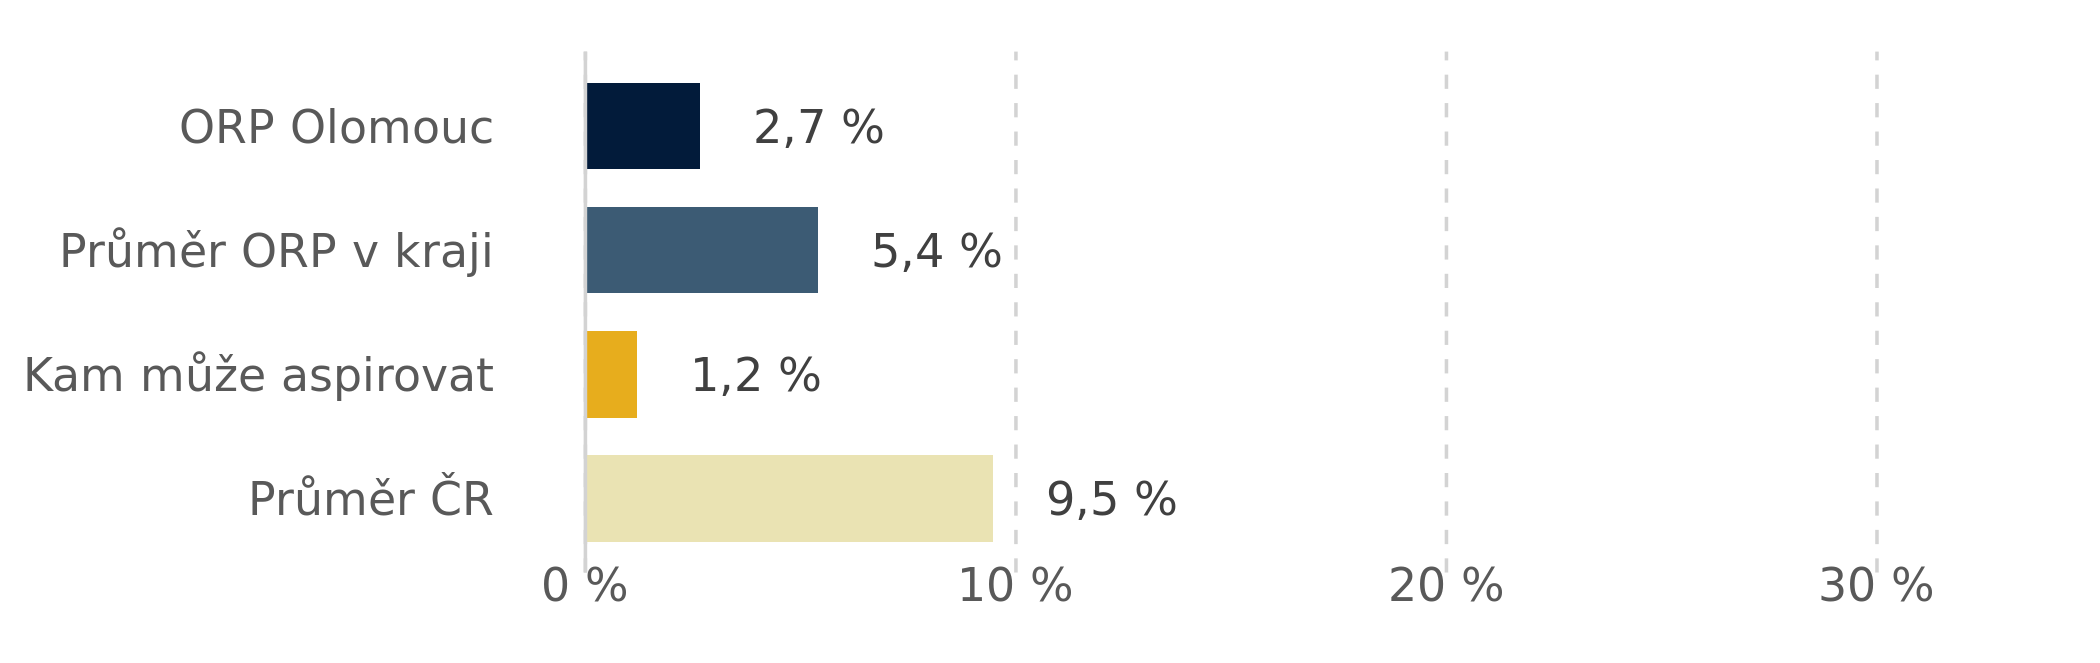 ORP Olomouc 2,7 %
Průměr ORP v kraji 5,4 %
Kam může aspirovat 1,2 %
Průměr ČR 9,5 %
0 % 10 % 20 % 30 %